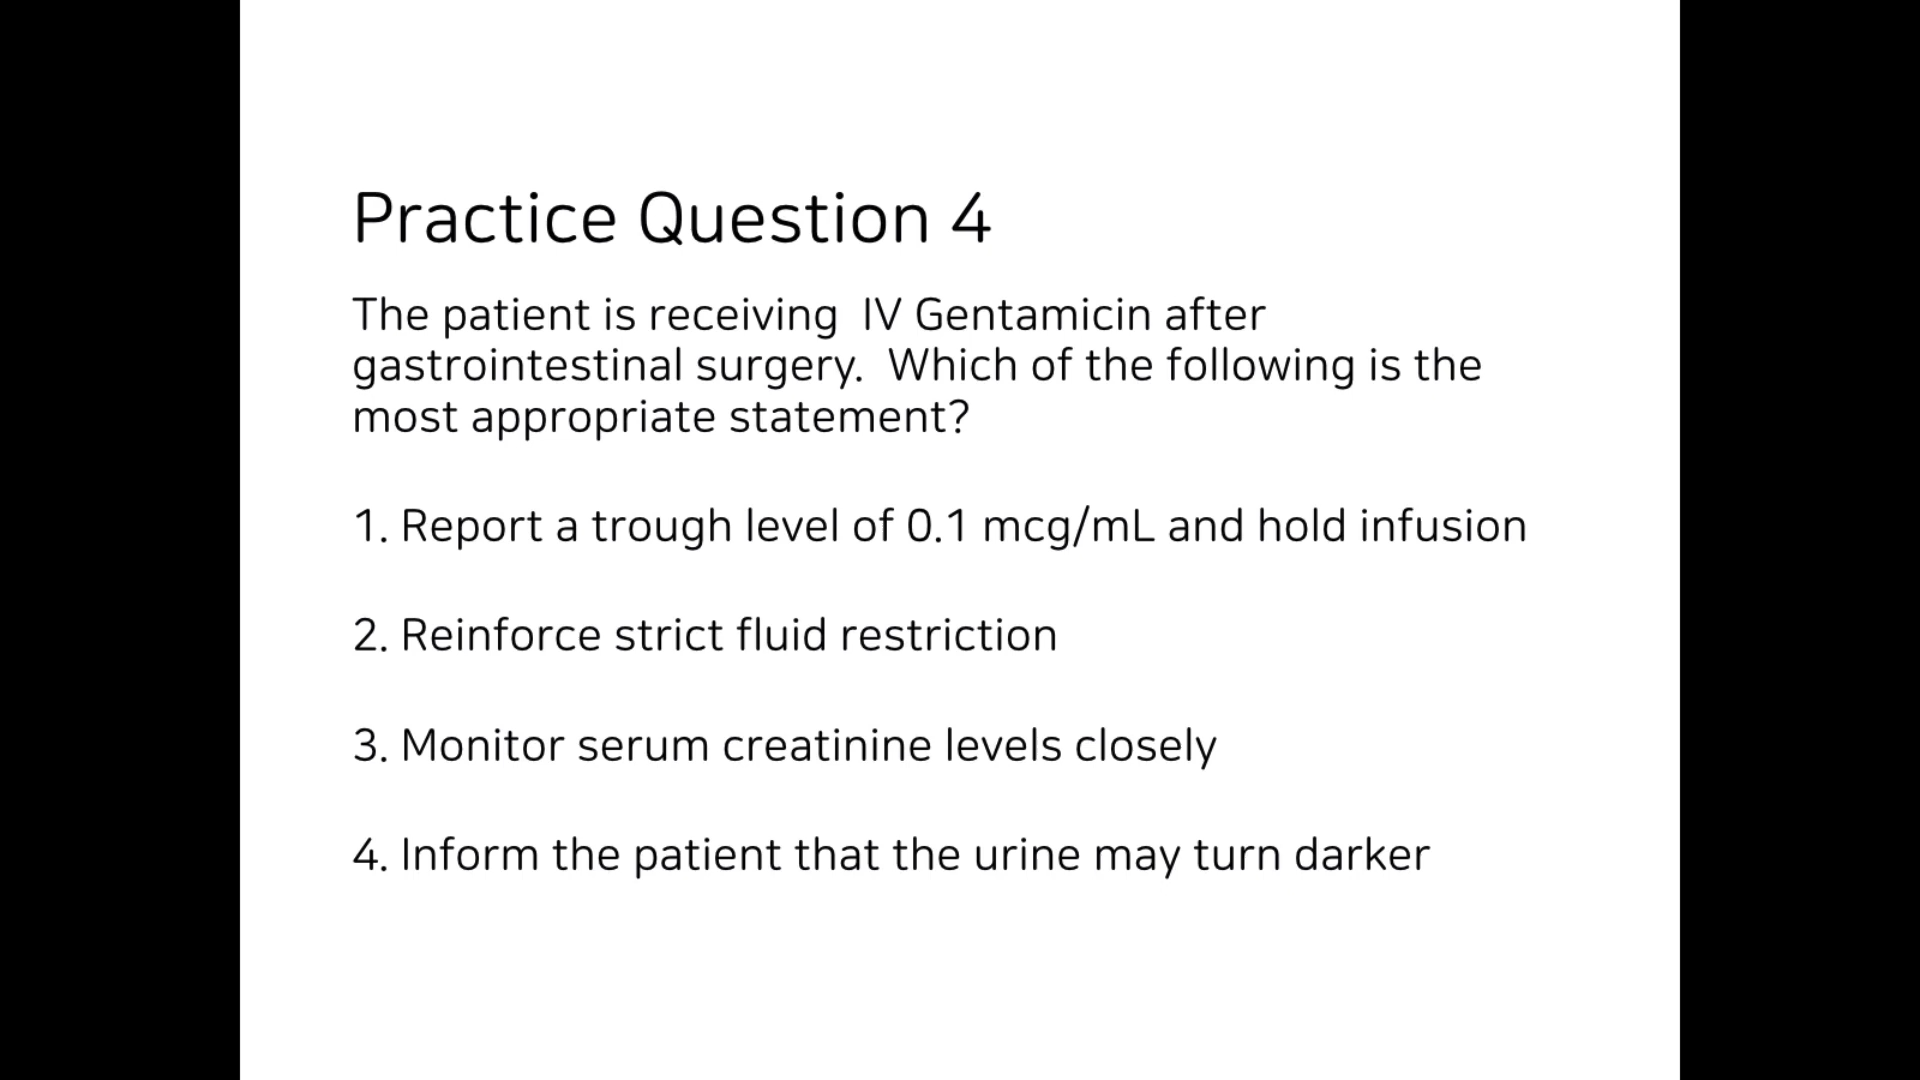 Practice Question 4
The patient is receiving  IV Gentamicin after
gastrointestinal surgery.  Which of the following is the
most appropriate statement?
1. Report a trough level of 0.1 mcg/mL and hold infusion
2. Reinforce strict fluid restriction
3. Monitor serum creatinine levels closely
4. Inform the patient that the urine may turn darker